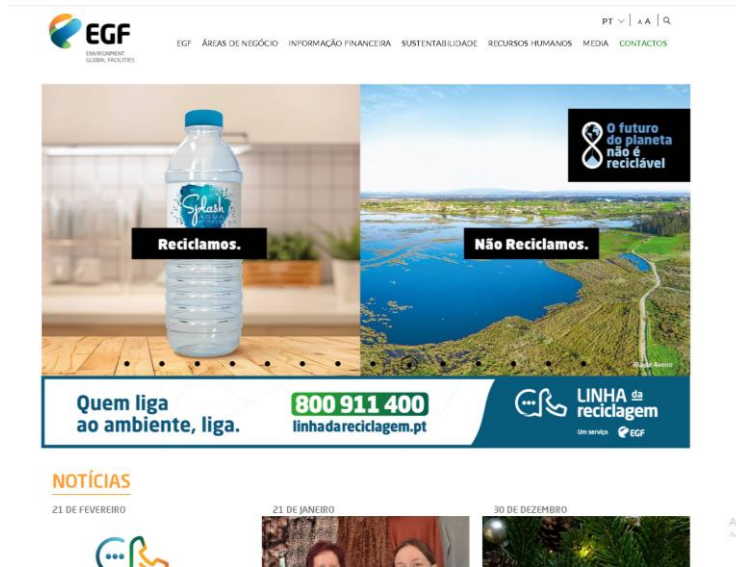 PT
A A
EGF
ENVIRONMENT
GLOBAL FACILITIES
EGF ÁREAS DE NEGÓCIO INFORMAÇÃO FINANCEIRA SUSTENTABILIDADE RECURSOS HUMANOS MEDIA CONTACTOS
O futuro
do planeta
não é
reciclável
Splash
Reciclamos.
Não Reciclamos.
Quem liga
ao ambiente, liga.
800 911 400
linhadareciclagem.pt
LINHA da
reciclagem
Um serviço EGF
NOTÍCIAS
21 DE FEVEREIRO 21 DE JANEIRO 30 DE DEZEMBRO